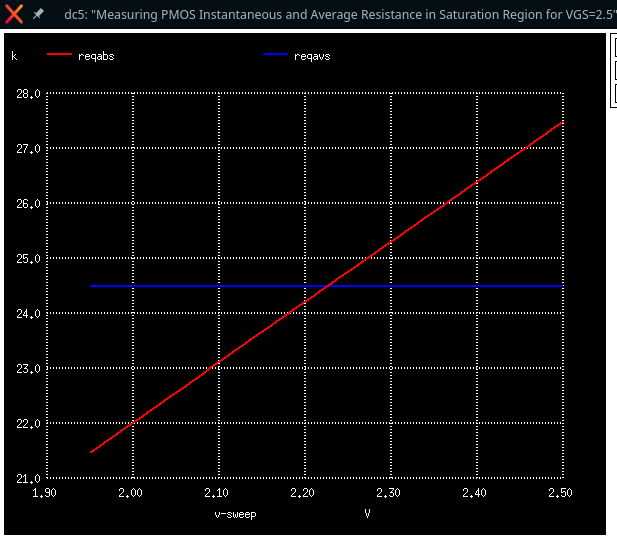 dc5: "Measuring PMOS Instantaneous and Average Resistance in Saturation Region for VGS=2.5"
k reqabs reqavs
28.0
27.0
26.0
25.0
24.0
23.0
22.0
21.0
1.90 2.00 2.10 2.20 2.30 2.40 2.50
v-sweep V